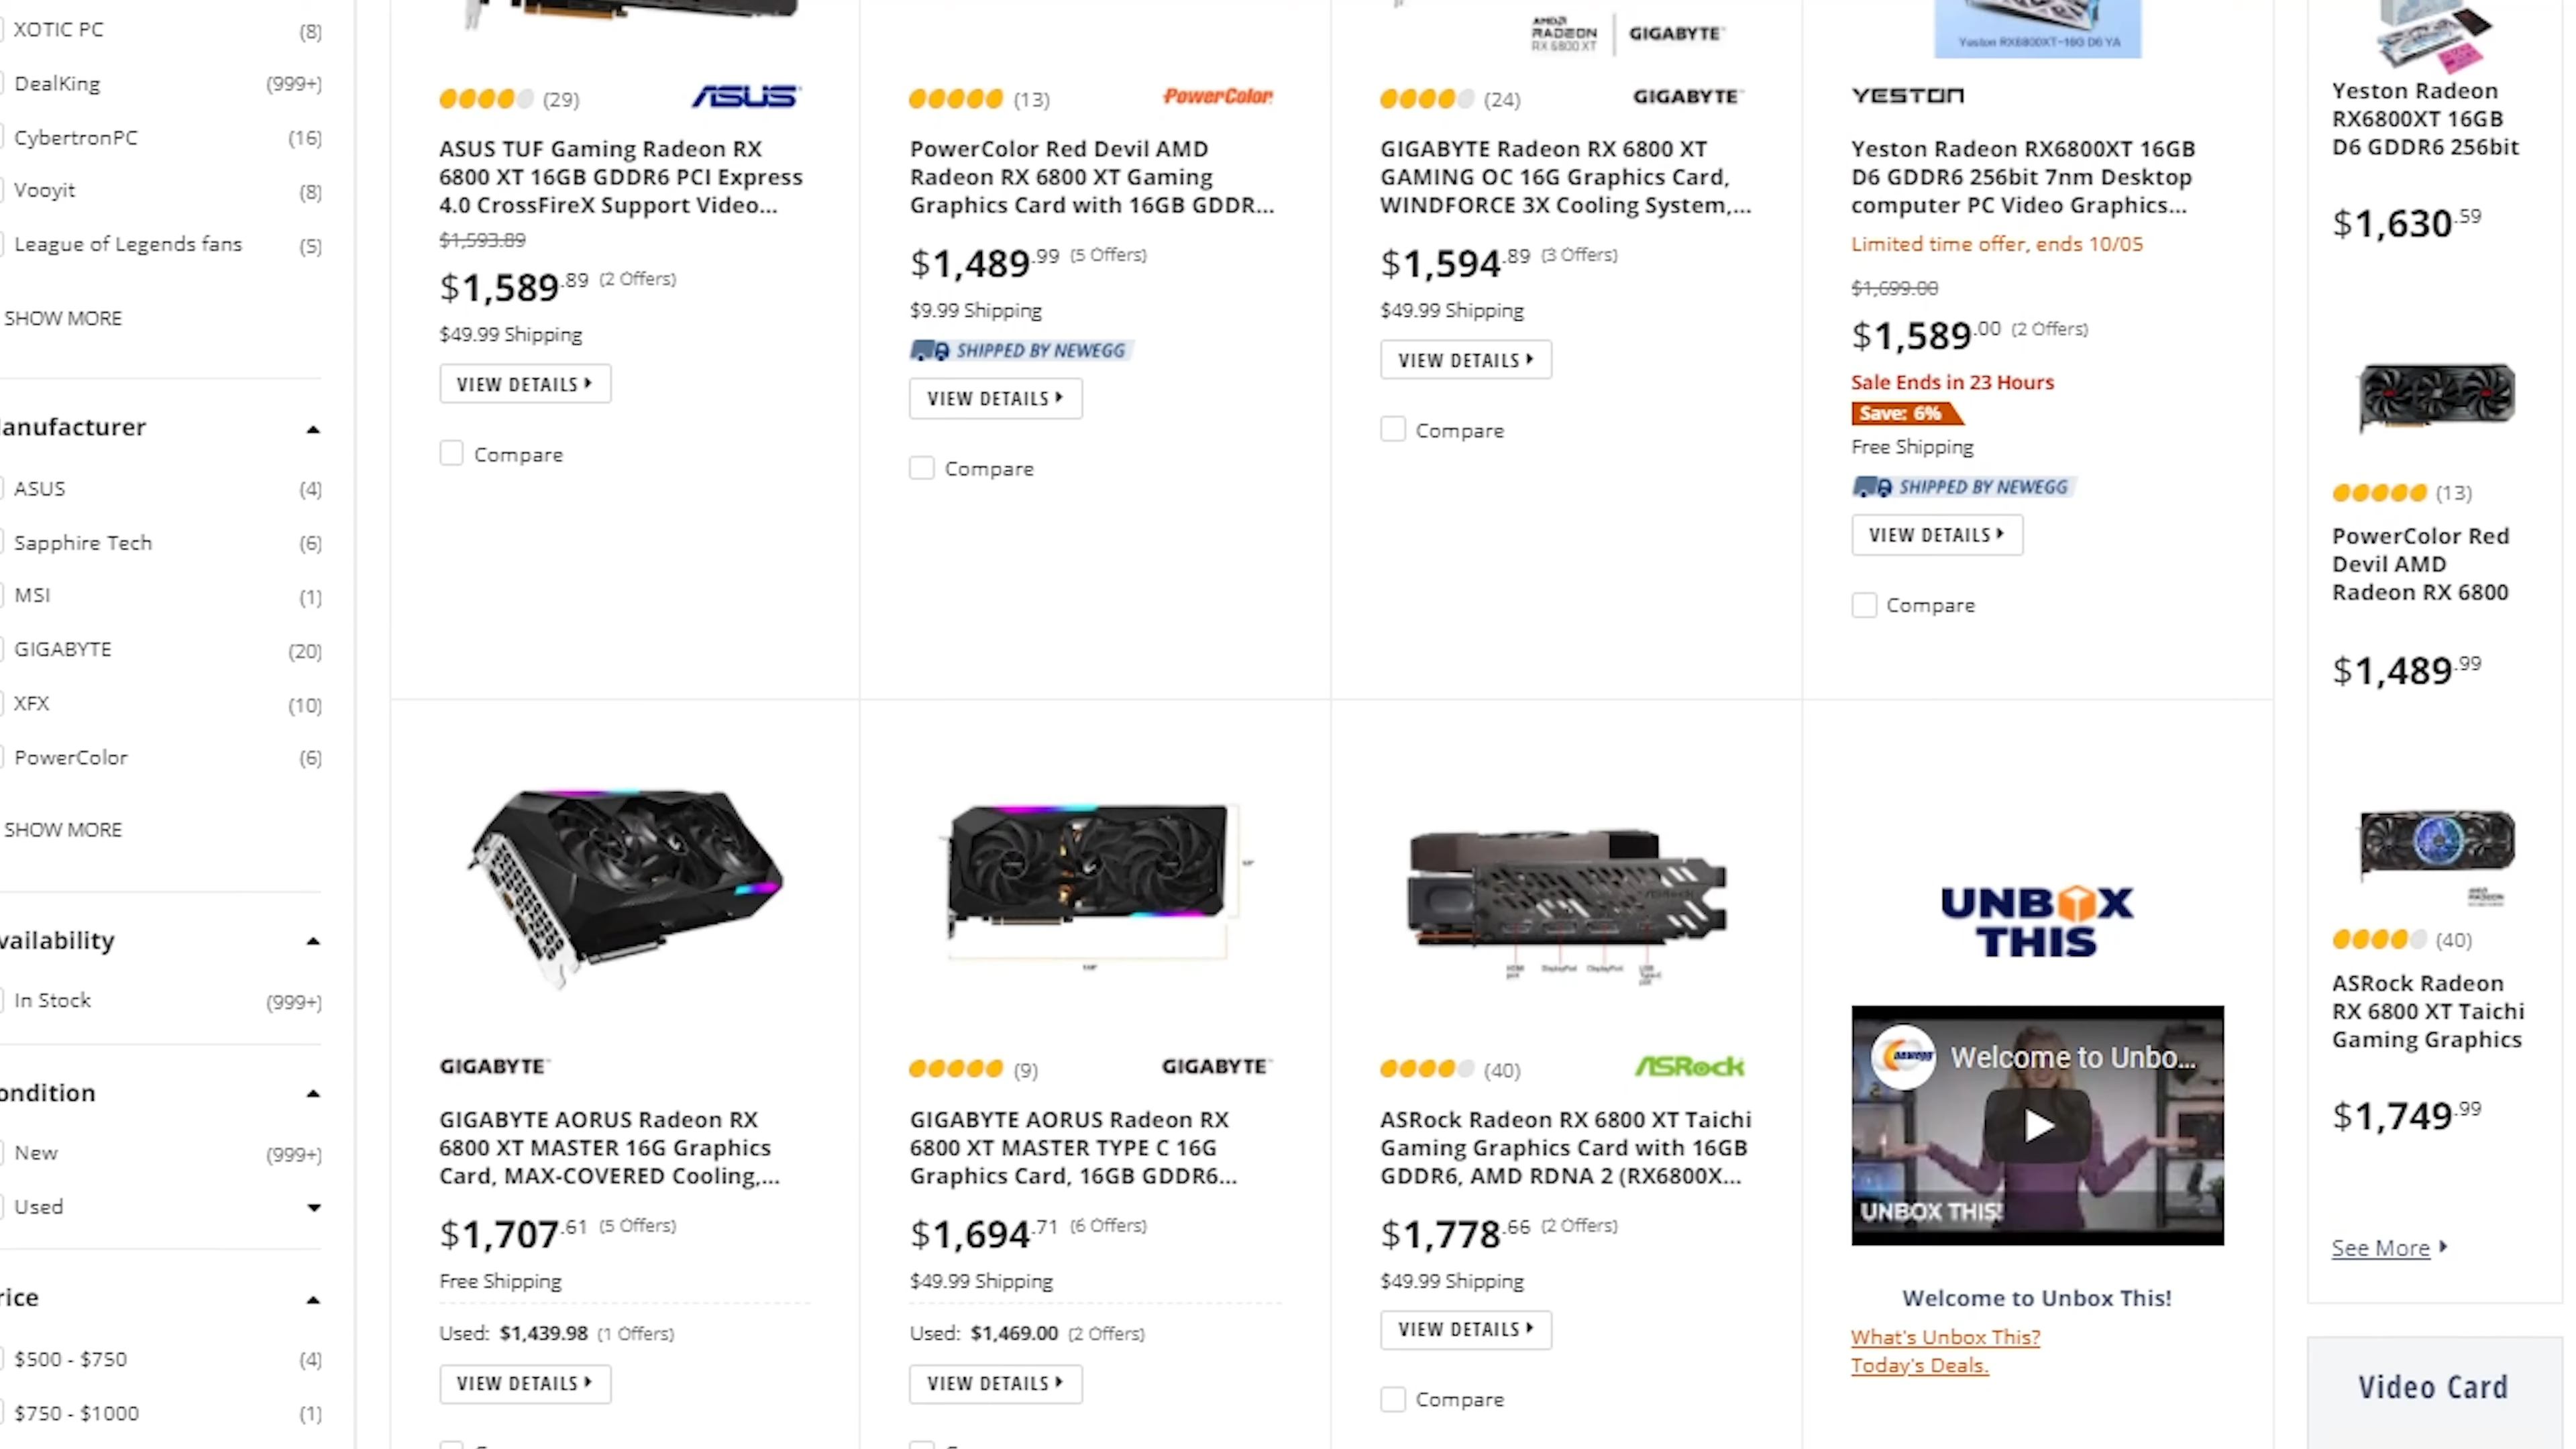 XOTIC PC (8)
DealKing (999+)
CybertronPC (16)
Vooyit (8)
League of Legends fans (5)
SHOW MORE
anufacturer
ASUS (4)
Sapphire Tech (6)
MSI (1)
GIGABYTE (20)
XFX (10)
PowerColor (6)
SHOW MORE
vailability
In Stock (999+)
ondition
New (999+)
Used
rice
$500 - $750 (4)
$750 - $1000 (1)
(29) ASUS
ASUS TUF Gaming Radeon RX
6800 XT 16GB GDDR6 PCI Express
4.0 CrossFireX Support Video...
$1,593.89
$1,589.89 (2 Offers)
$49.99 Shipping
VIEW DETAILS
Compare
(13) PowerColor
PowerColor Red Devil AMD
Radeon RX 6800 XT Gaming
Graphics Card with 16GB GDDR...
$1,489.99 (5 Offers)
$9.99 Shipping
SHIPPED BY NEWEGG
VIEW DETAILS
Compare
AMD
RADEON
RX 6800 XT
GIGABYTE
(24) GIGABYTE
GIGABYTE Radeon RX 6800 XT
GAMING OC 16G Graphics Card,
WINDFORCE 3X Cooling System,...
$1,594.89 (3 Offers)
$49.99 Shipping
VIEW DETAILS
Compare
Yeston RX6800XT-16G D6 YA
YESTON
Yeston Radeon RX6800XT 16GB
D6 GDDR6 256bit 7nm Desktop
computer PC Video Graphics...
Limited time offer, ends 10/05
$1,699.00
$1,589.00 (2 Offers)
Sale Ends in 23 Hours
Save: 6%
Free Shipping
SHIPPED BY NEWEGG
VIEW DETAILS
Compare
GIGABYTE
GIGABYTE AORUS Radeon RX
6800 XT MASTER 16G Graphics
Card, MAX-COVERED Cooling,...
$1,707.61 (5 Offers)
Free Shipping
Used: $1,439.98 (1 Offers)
VIEW DETAILS
(9) GIGABYTE
GIGABYTE AORUS Radeon RX
6800 XT MASTER TYPE C 16G
Graphics Card, 16GB GDDR6...
$1,694.71 (6 Offers)
$49.99 Shipping
Used: $1,469.00 (2 Offers)
VIEW DETAILS
HDMI DisplayPort DisplayPort
(40) ASRock
ASRock Radeon RX 6800 XT Taichi
Gaming Graphics Card with 16GB
GDDR6, AMD RDNA 2 (RX6800X...
$1,778.66 (2 Offers)
$49.99 Shipping
VIEW DETAILS
Compare
UNBOX
THIS
newegg
Welcome to Unbo...
UNBOX THIS!
Welcome to Unbox This!
What's Unbox This?
Today's Deals.
Yeston Radeon
RX6800XT 16GB
D6 GDDR6 256bit
$1,630.59
(13)
PowerColor Red
Devil AMD
Radeon RX 6800
$1,489.99
(40)
ASRock Radeon
RX 6800 XT Taichi
Gaming Graphics
$1,749.99
See More
Video Card